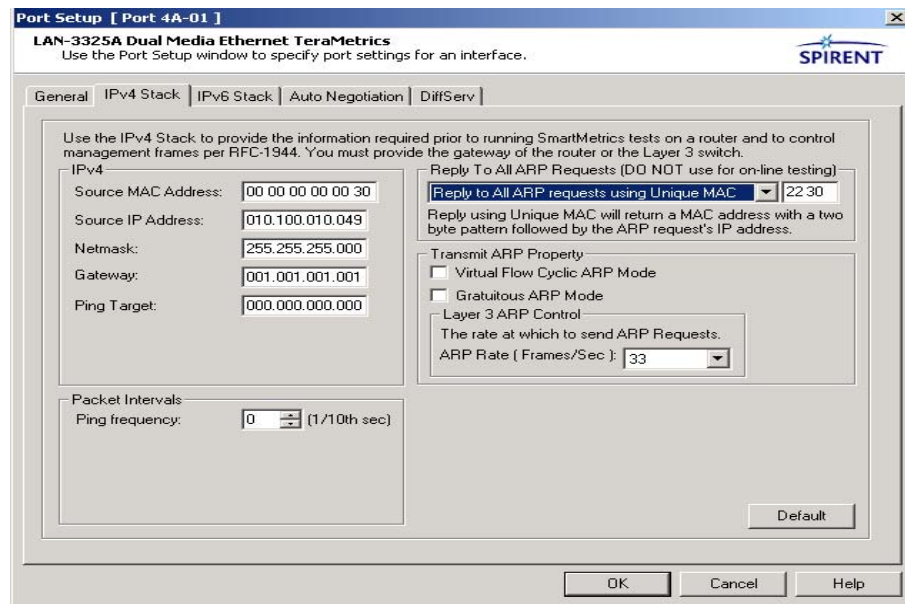 Port Setup [ Port 4A-01 ]
LAN-3325A Dual Media Ethernet TeraMetrics
Use the Port Setup window to specify port settings for an interface.
SPIRENT
General IPv4 Stack IPv6 Stack Auto Negotiation DiffServ
Use the IPv4 Stack to provide the information required prior to running SmartMetrics tests on a router and to control
management frames per RFC-1944. You must provide the gateway of the router or the Layer 3 switch.
IPv4
Source MAC Address: 00 00 00 00 00 30
Source IP Address: 010.100.010.049
Netmask: 255.255.255.000
Gateway: 001.001.001.001
Ping Target: 000.000.000.000
Reply To All ARP Requests (DO NOT use for on-line testing)
Reply to All ARP requests using Unique MAC 22 30
Reply using Unique MAC will return a MAC address with a two
byte pattern followed by the ARP request's IP address.
Transmit ARP Property
Virtual Flow Cyclic ARP Mode
Gratuitous ARP Mode
Layer 3 ARP Control
The rate at which to send ARP Requests.
ARP Rate ( Frames/Sec ): 33
Packet Intervals
Ping frequency: 0 (1/10th sec)
Default
OK Cancel Help